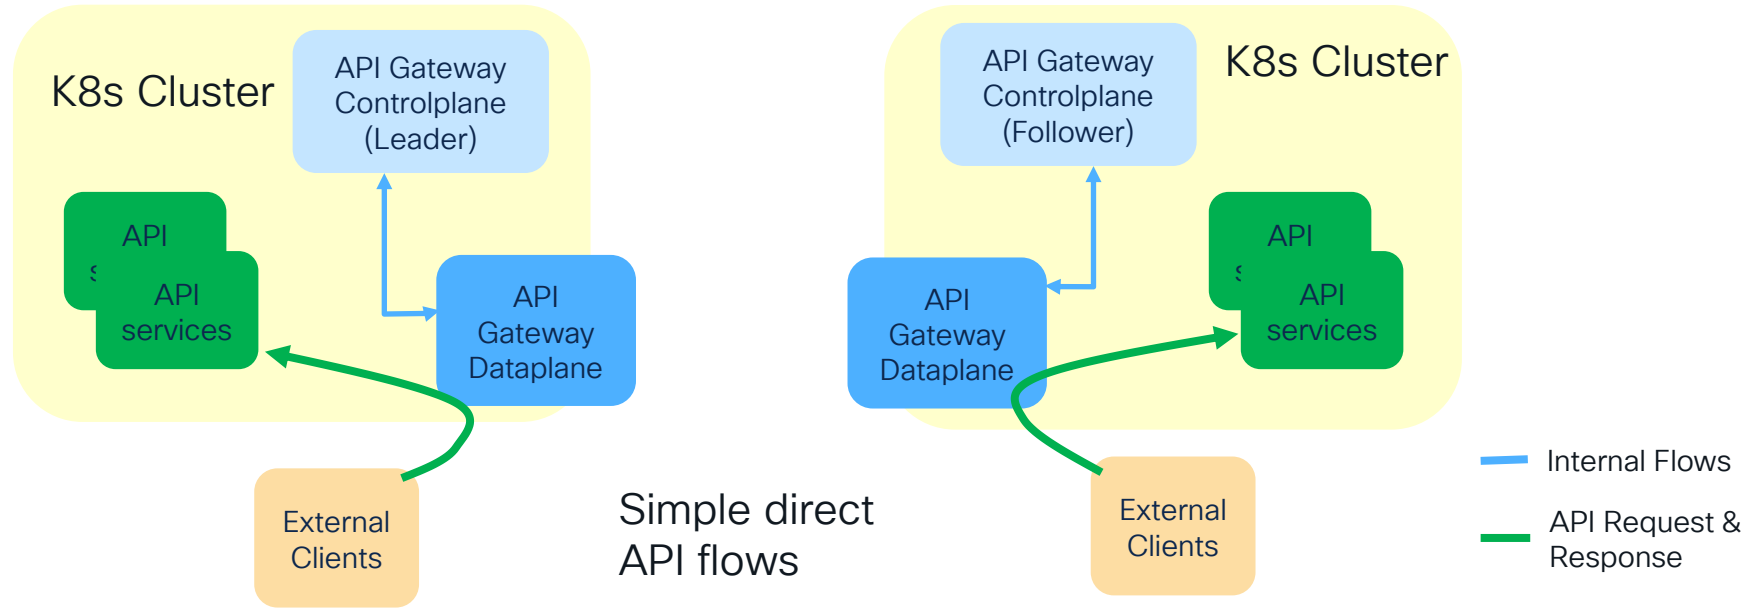 K8s Cluster
API Gateway
Controlplane
(Leader)
API
s
API
services
API
Gateway
Dataplane
External
Clients
API Gateway
Controlplane
(Follower)
K8s Cluster
API
Gateway
Dataplane
API
s
API
services
External
Clients
Simple direct
API flows
Internal Flows
API Request &
Response